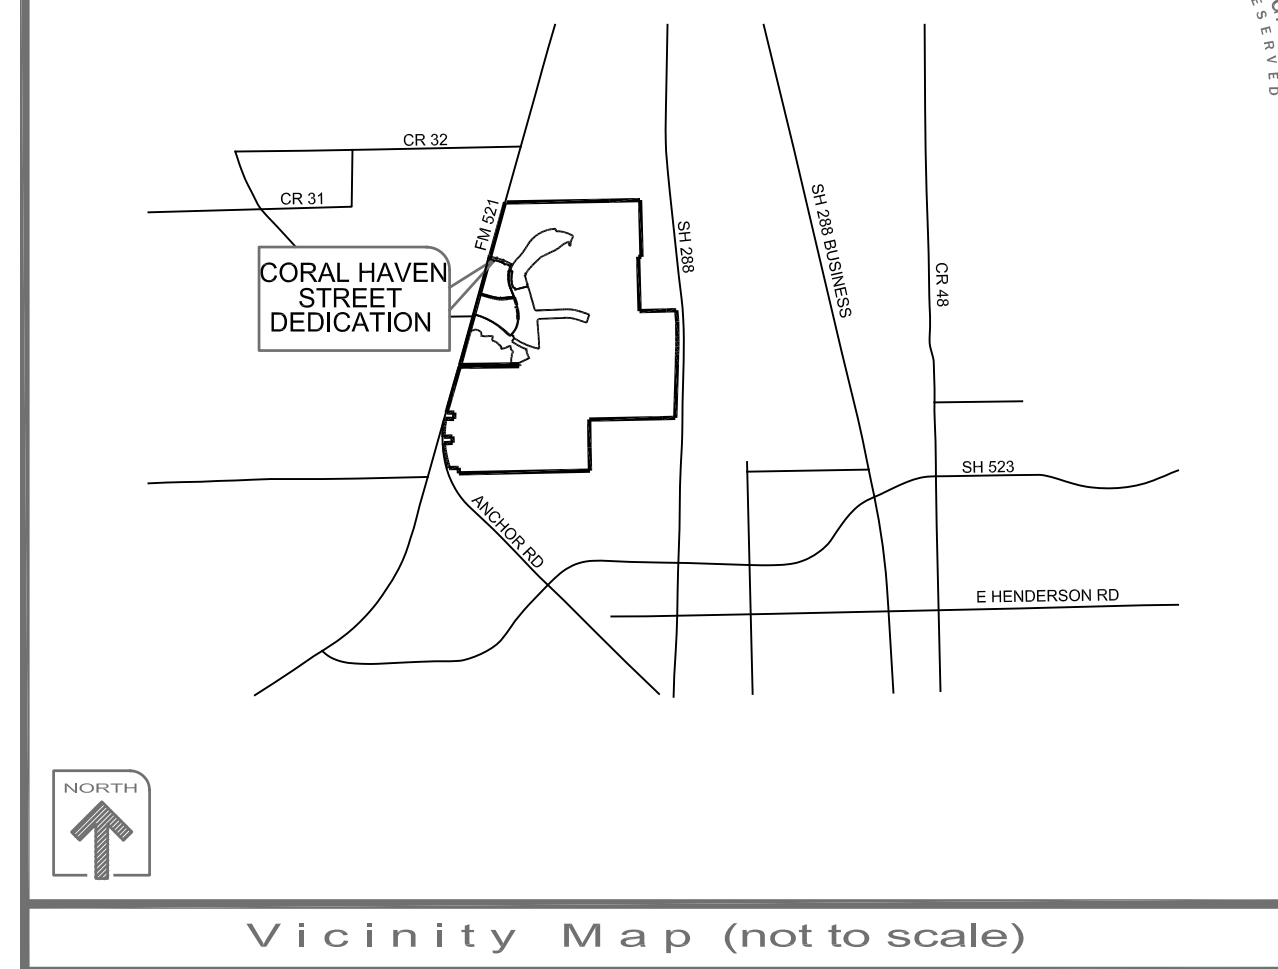 ESERVED
CR 32
CR 31
FM 521
SH 288
SH 288 BUSINESS
CR 48
CORAL HAVEN
STREET
DEDICATION
SH 523
ANCHOR RD
E HENDERSON RD
NORTH
Vicinity Map (not to scale)